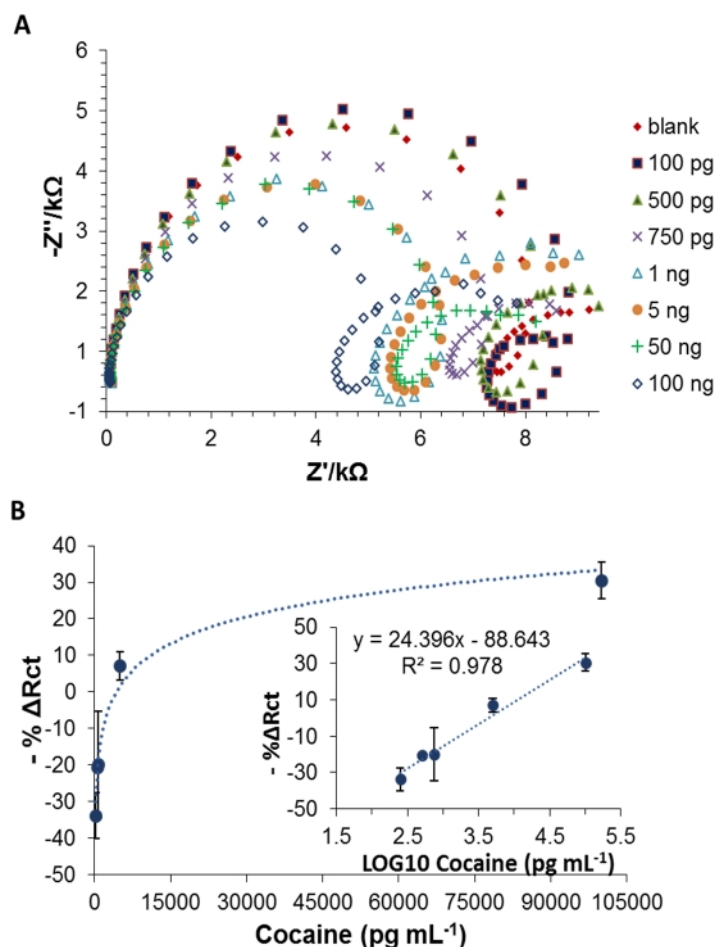 A
6
5
4
3
2
1
-1
0 2 4 6 8
-Z"/kΩ
Z'/kΩ
blank
100 pg
500 pg
750 pg
1 ng
5 ng
50 ng
100 ng
B
40
30
20
10
0
-10
-20
-30
-40
-50
- % ΔRct
0 15000 30000 45000 60000 75000 90000 105000
Cocaine (pg mL-1)
y = 24.396x - 88.643
R² = 0.978
50
30
10
-10
-30
-50
- %ΔRct
1.5 2.5 3.5 4.5 5.5
LOG10 Cocaine (pg mL-1)